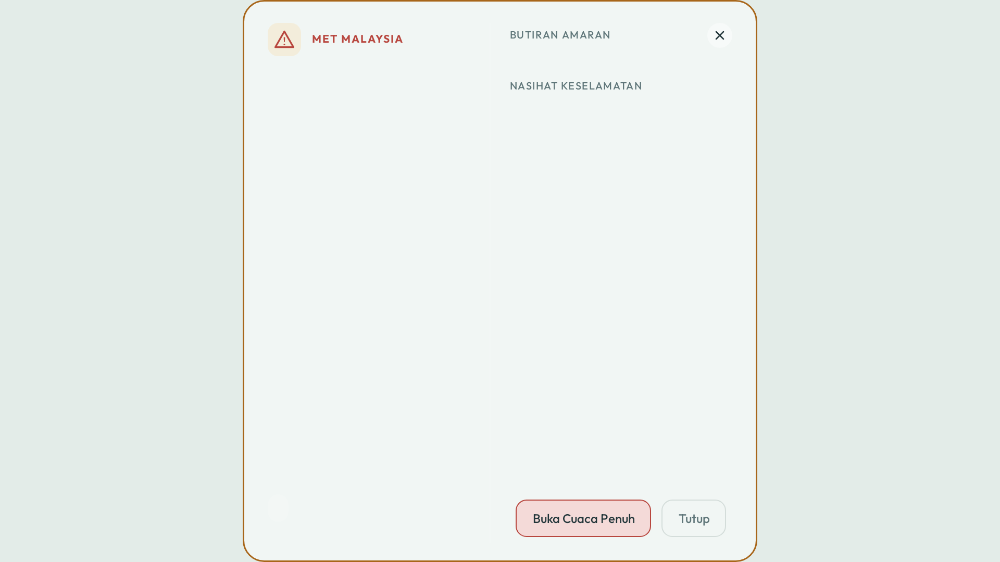 MET MALAYSIA
BUTIRAN AMARAN
NASIHAT KESELAMATAN
Buka Cuaca Penuh
Tutup